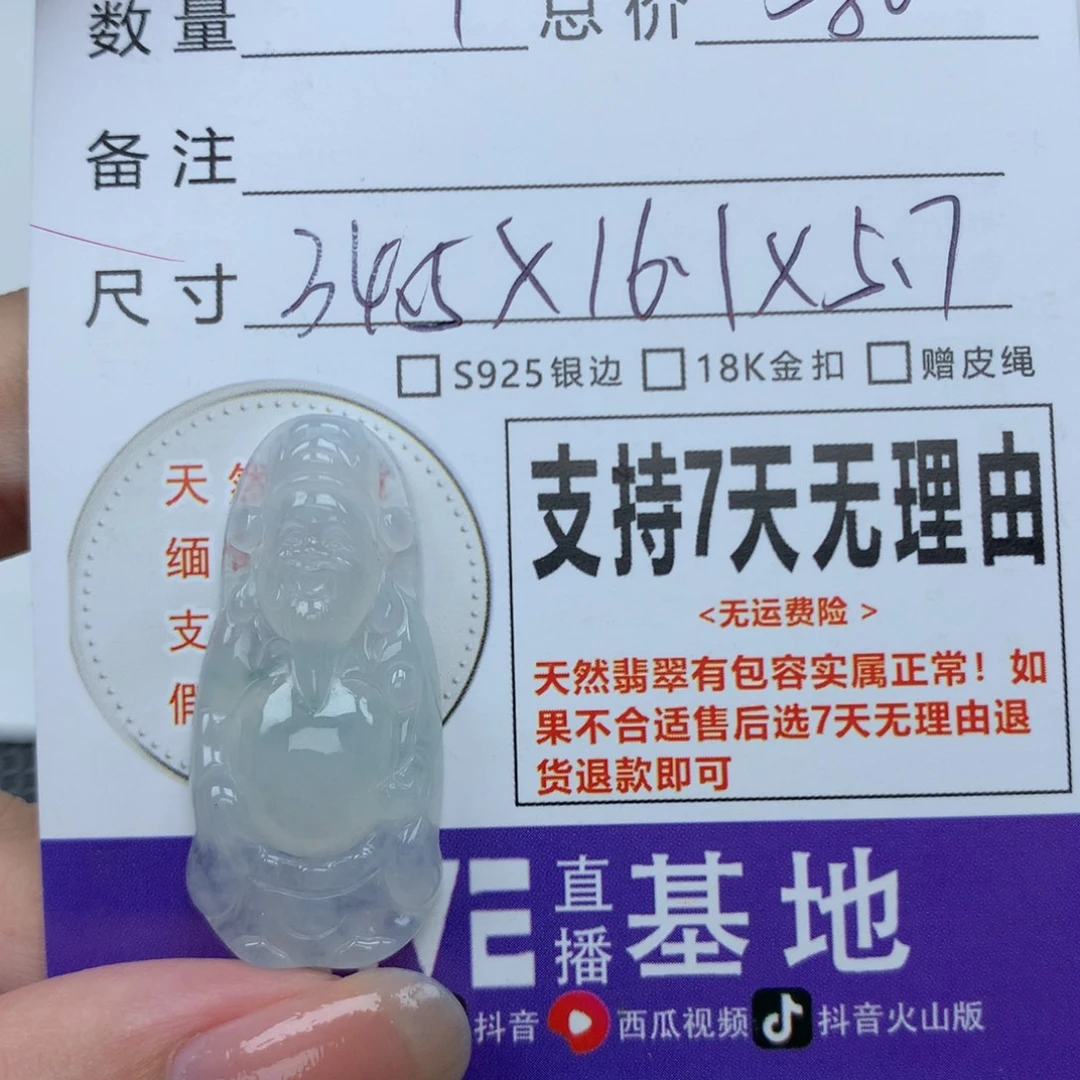 数量 1 总价
备注
尺寸 34.5X16.1X5.7
S925银边 18K金扣 赠皮绳
天然
缅
支
假
支持7天无理由
<无运费险 >
天然翡翠有包容实属正常！如
果不合适售后选7天无理由退
货退款即可
VE 直播基地
抖音 西瓜视频 抖音火山版